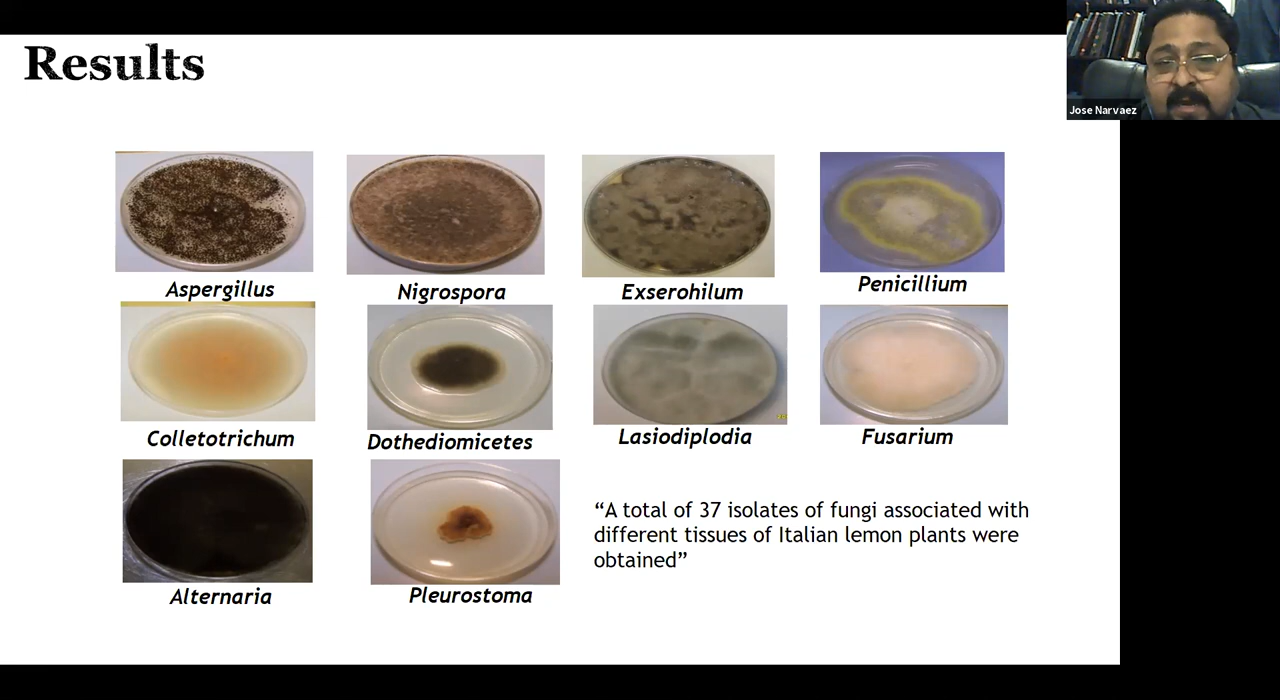 Results
Jose Narvaez
Aspergillus
Nigrospora
Exserohilum
Penicillium
Colletotrichum
Dothediomicetes
Lasiodiplodia
Fusarium
Alternaria
Pleurostoma
“A total of 37 isolates of fungi associated with
different tissues of Italian lemon plants were
obtained”